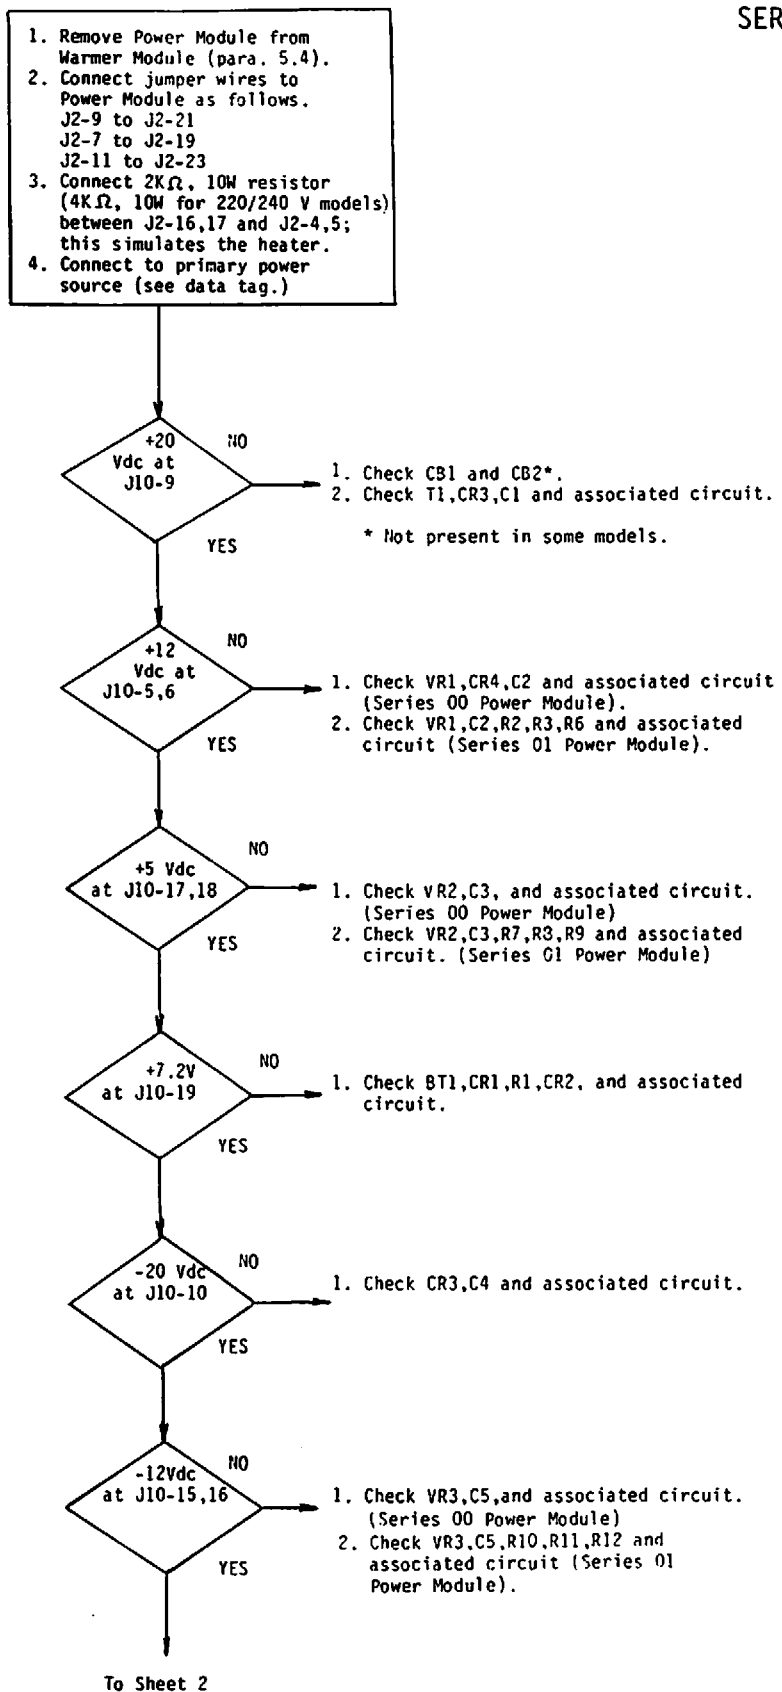 SER
1. Remove Power Module from
Warmer Module (para. 5.4).
2. Connect jumper wires to
Power Module as follows.
J2-9 to J2-21
J2-7 to J2-19
J2-11 to J2-23
3. Connect 2KΩ, 10W resistor
(4KΩ, 10W for 220/240 V models)
between J2-16,17 and J2-4,5;
this simulates the heater.
4. Connect to primary power
source (see data tag.)
+20
Vdc at
J10-9
NO
1. Check CB1 and CB2*.
2. Check T1,CR3,C1 and associated circuit.
* Not present in some models.
YES
+12
Vdc at
J10-5,6
NO
1. Check VR1,CR4,C2 and associated circuit
(Series 00 Power Module).
2. Check VR1,C2,R2,R3,R6 and associated
circuit (Series 01 Power Module).
YES
+5 Vdc
at J10-17,18
NO
1. Check VR2,C3, and associated circuit.
(Series 00 Power Module)
2. Check VR2,C3,R7,R3,R9 and associated
circuit. (Series 01 Power Module)
YES
+7.2V
at J10-19
NO
1. Check BT1,CR1,R1,CR2, and associated
circuit.
YES
-20 Vdc
at J10-10
NO
1. Check CR3,C4 and associated circuit.
YES
-12Vdc
at J10-15,16
NO
1. Check VR3,C5,and associated circuit.
(Series 00 Power Module)
2. Check VR3,C5,R10,R11,R12 and
associated circuit (Series 01
Power Module).
YES
To Sheet 2